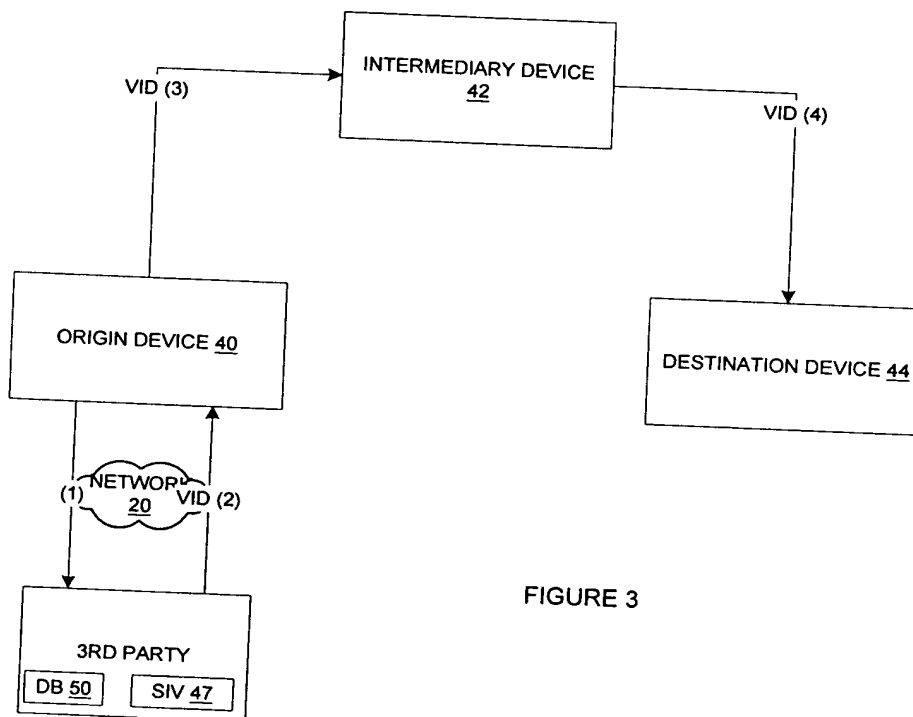 INTERMEDIARY DEVICE
42
VID (3)
VID (4)
ORIGIN DEVICE 40
DESTINATION DEVICE 44
NETWORK
20
(1)
VID (2)
3RD PARTY
DB 50
SIV 47
FIGURE 3